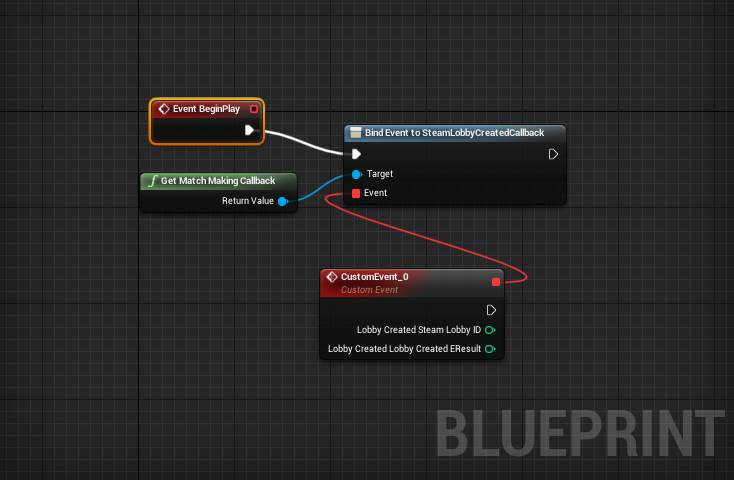 Event BeginPlay
Bind Event to SteamLobbyCreatedCallback
Target
Event
Get Match Making Callback
Return Value
CustomEvent_0
Custom Event
Lobby Created Steam Lobby ID
Lobby Created Lobby Created EResult
BLUEPRINT